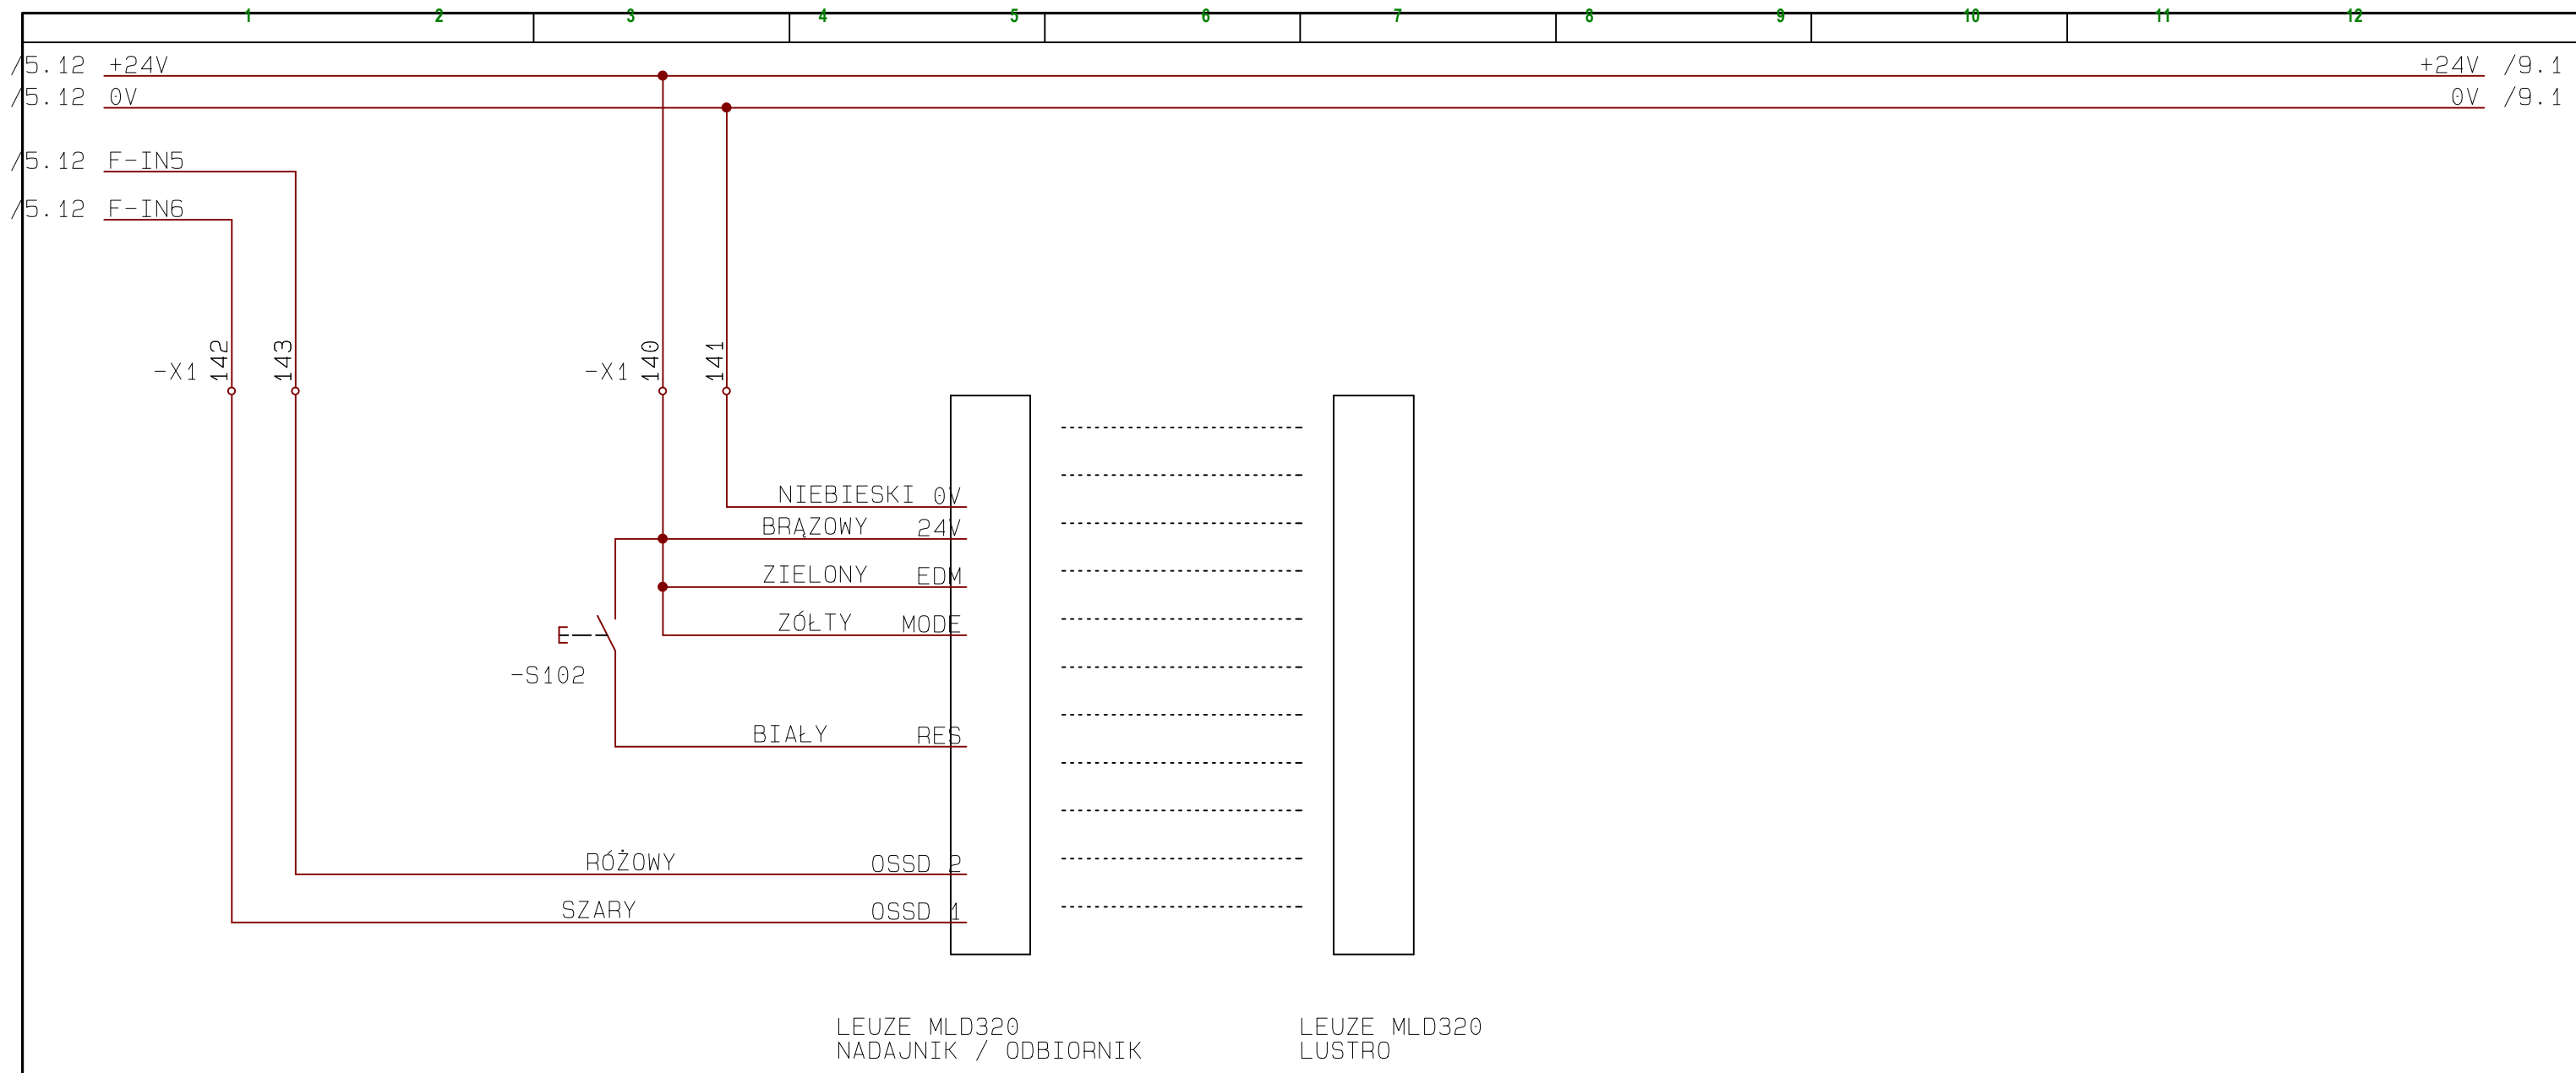 1 2 3 4 5 6 7 8 9 10 11 12
/5.12 +24V +24V /9.1
/5.12 0V 0V /9.1
/5.12 F-IN5
/5.12 F-IN6
-X1 142 143 -X1 140 141
NIEBIESKI 0V
BRĄZOWY 24V
ZIELONY EDM
ZÓŁTY MODE
-S102
BIAŁY RES
RÓŻOWY OSSD 2
SZARY OSSD 1
LEUZE MLD320
NADAJNIK / ODBIORNIK
LEUZE MLD320
LUSTRO